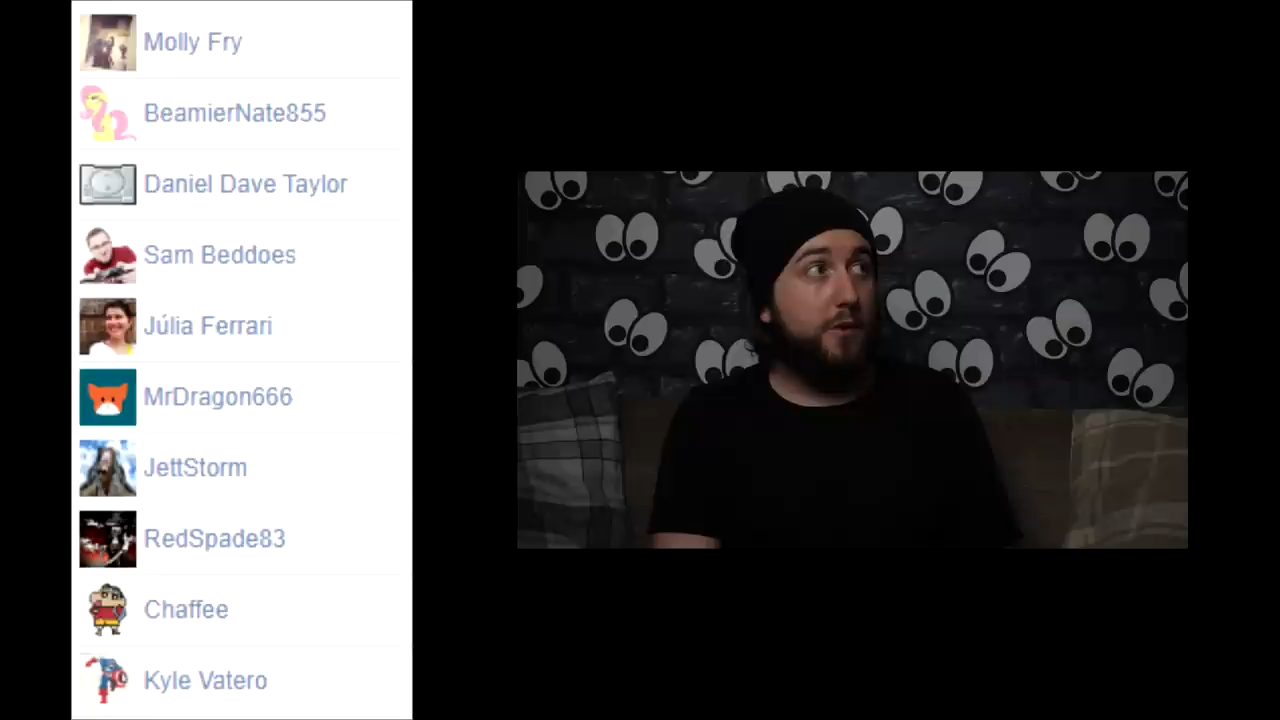 Molly Fry
BeamierNate855
Daniel Dave Taylor
Sam Beddoes
Júlia Ferrari
MrDragon666
JettStorm
RedSpade83
Chaffee
Kyle Vatero